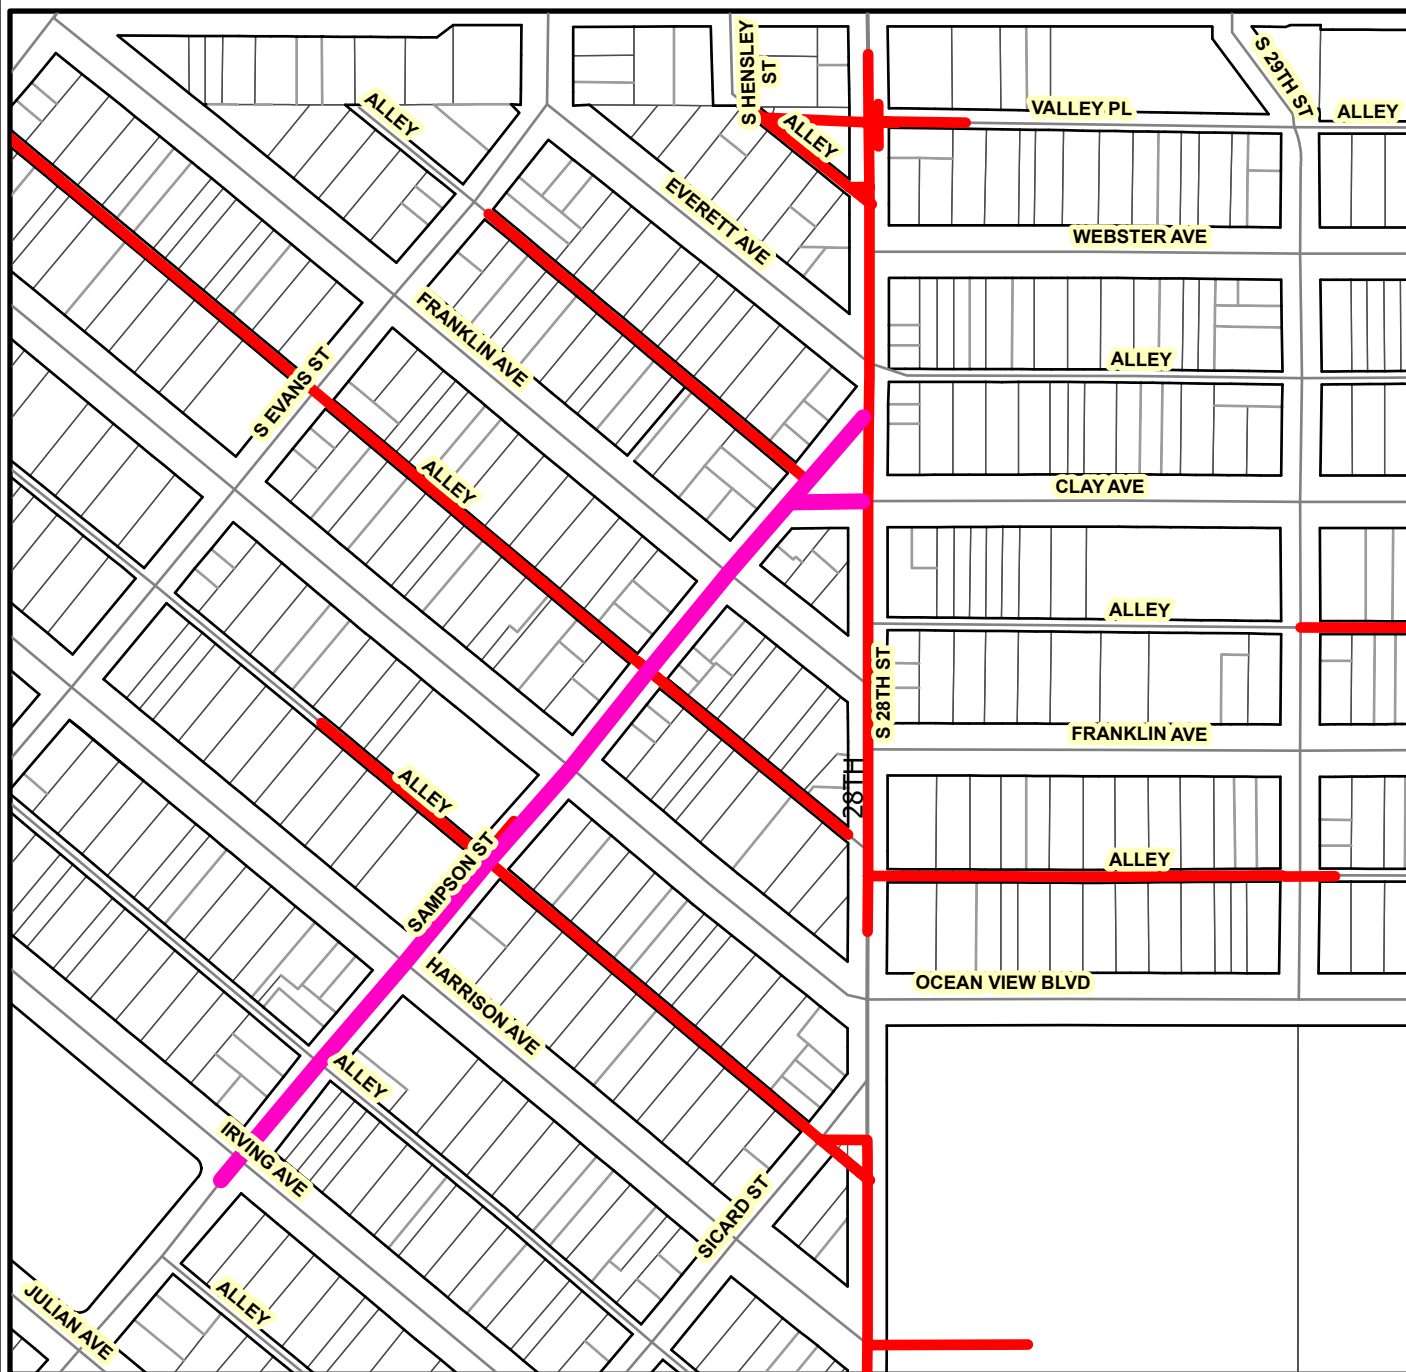 S HENSLEY
ST
S 29TH ST
ALLEY
VALLEY PL
ALLEY
ALLEY
EVERETT AVE
WEBSTER AVE
FRANKLIN AVE
ALLEY
S EVANS ST
ALLEY
CLAY AVE
ALLEY
S 28TH ST
FRANKLIN AVE
28TH
ALLEY
ALLEY
SAMPSON ST
OCEAN VIEW BLVD
HARRISON AVE
ALLEY
IRVING AVE
SICARD ST
ALLEY
JULIAN AVE